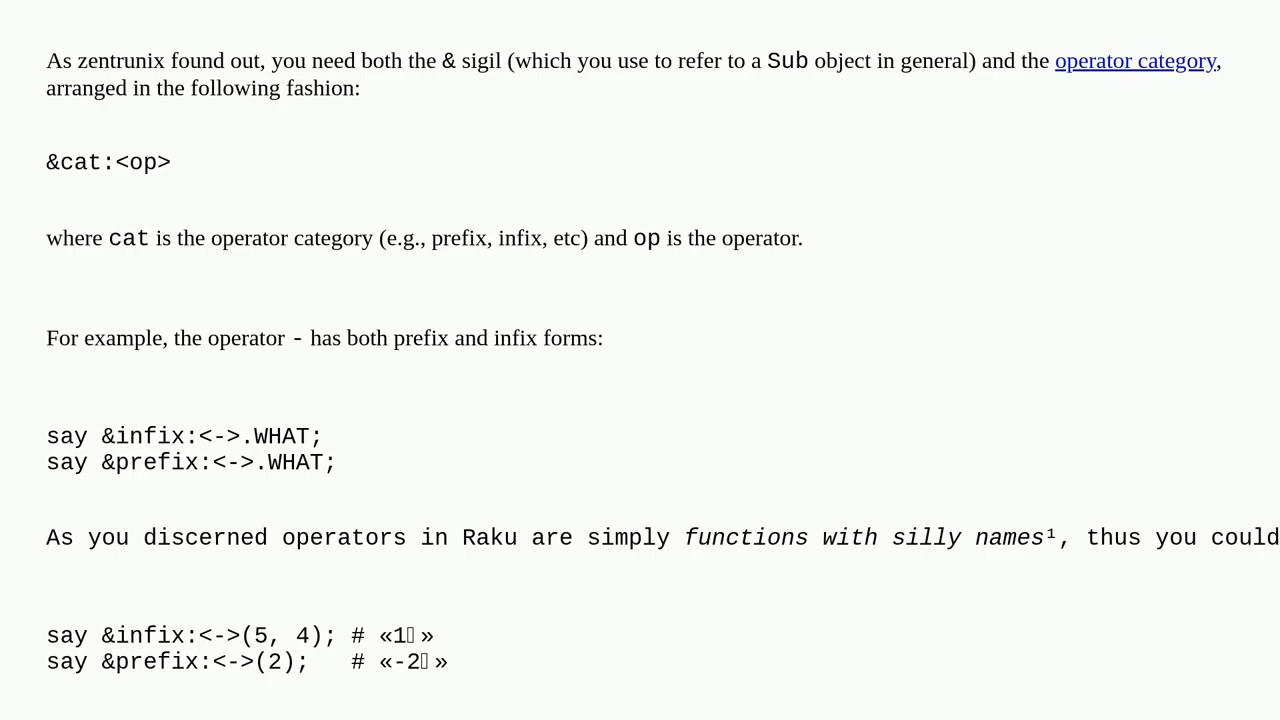 As zentrunix found out, you need both the & sigil (which you use to refer to a Sub object in general) and the operator category,
arranged in the following fashion:
&cat:<op>
where cat is the operator category (e.g., prefix, infix, etc) and op is the operator.
For example, the operator - has both prefix and infix forms:
say &infix:<->.WHAT;
say &prefix:<->.WHAT;
As you discerned operators in Raku are simply functions with silly names¹, thus you could
say &infix:<->(5, 4); # «1␤»
say &prefix:<->(2);   # «-2␤»